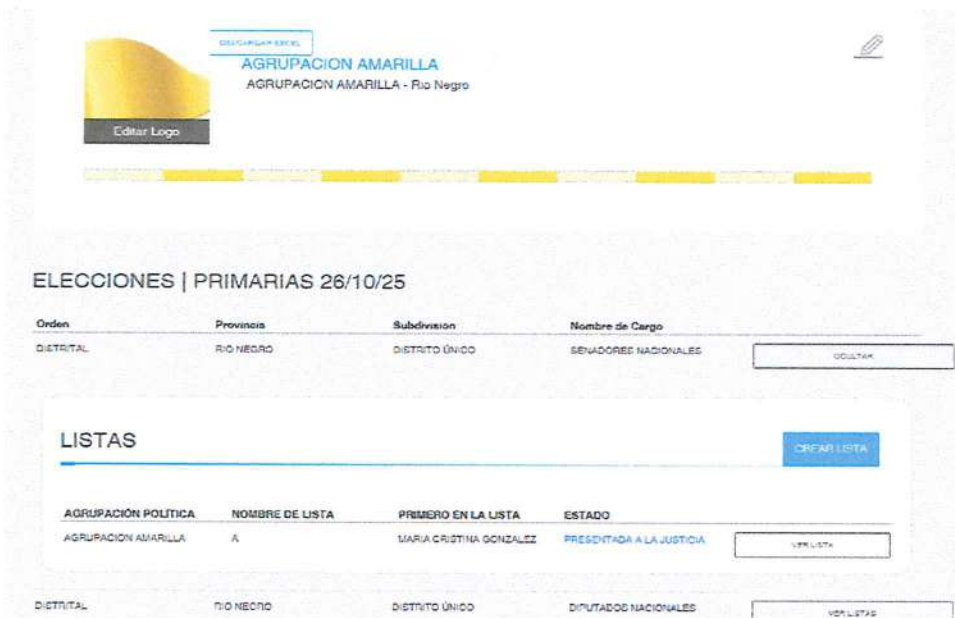 DESCARGAR EXCEL
AGRUPACION AMARILLA
AGRUPACION AMARILLA - Rio Negro
Editar Logo
ELECCIONES | PRIMARIAS 26/10/25
Orden Provincia Subdivision Nombre de Cargo
DISTRITAL RIO NEGRO DISTRITO ÚNICO SENADORES NACIONALES OCULTAR
LISTAS
CREAR LISTA
AGRUPACIÓN POLÍTICA NOMBRE DE LISTA PRIMERO EN LA LISTA ESTADO
AGRUPACION AMARILLA A MARIA CRISTINA GONZALEZ PRESENTADA A LA JUSTICIA VER LISTA
DISTRITAL RIO NEGRO DISTRITO ÚNICO DIPUTADOS NACIONALES VER LISTAS